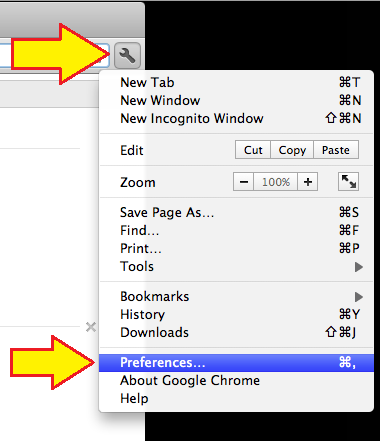 New Tab ⌘T
New Window ⌘N
New Incognito Window ⇧⌘N
Edit Cut Copy Paste
Zoom − 100% +
Save Page As... ⌘S
Find... ⌘F
Print... ⌘P
Tools ▶
Bookmarks ▶
History ⌘Y
Downloads ⇧⌘J
Preferences... ⌘,
About Google Chrome
Help